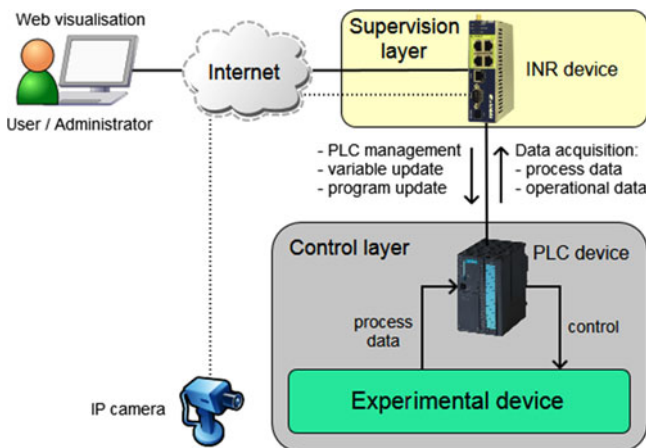 Web visualisation
User / Administrator
Internet
Supervision
layer
INR device
- PLC management
- variable update
- program update
Data acquisition:
- process data
- operational data
Control layer
PLC device
process
data
control
Experimental device
IP camera